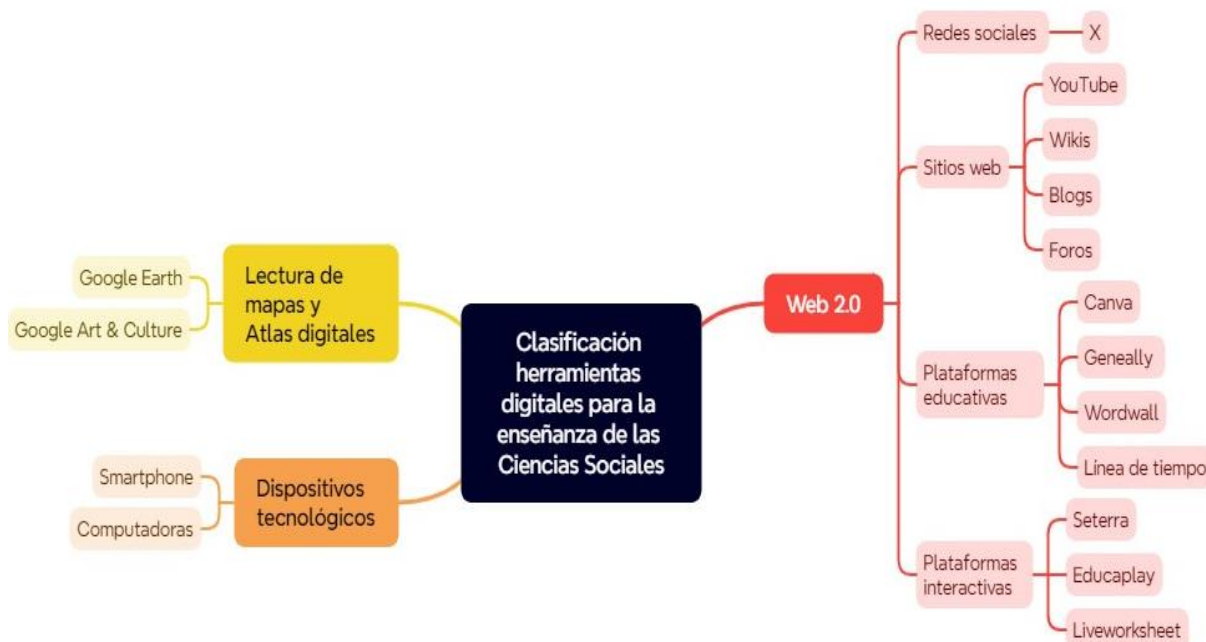 Clasificación
herramientas
digitales para la
enseñanza de las
Ciencias Sociales
Lectura de
mapas y
Atlas digitales
Google Earth
Google Art & Culture
Dispositivos
tecnológicos
Smartphone
Computadoras
Web 2.0
Redes sociales
X
Sitios web
YouTube
Wikis
Blogs
Foros
Plataformas
educativas
Canva
Geneally
Wordwall
Línea de tiempo
Plataformas
interactivas
Seterra
Educaplay
Liveworksheet